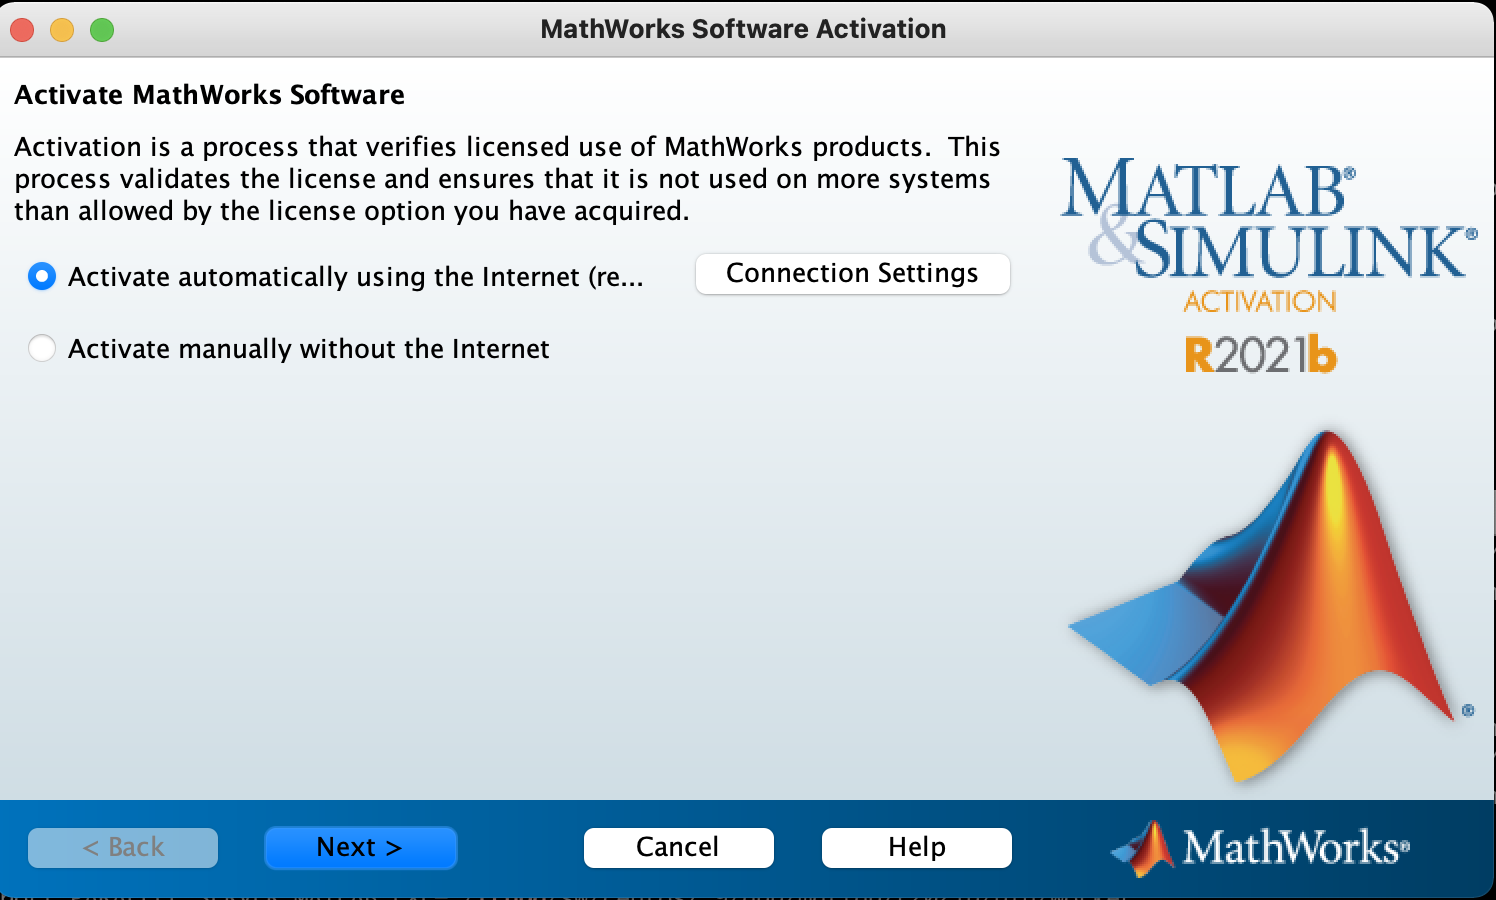 MathWorks Software Activation
Activate MathWorks Software
Activation is a process that verifies licensed use of MathWorks products.  This
process validates the license and ensures that it is not used on more systems
than allowed by the license option you have acquired.
Activate automatically using the Internet (re...
Connection Settings
Activate manually without the Internet
MATLAB®
&SIMULINK®
ACTIVATION
R2021b
®
< Back
Next >
Cancel
Help
MathWorks®